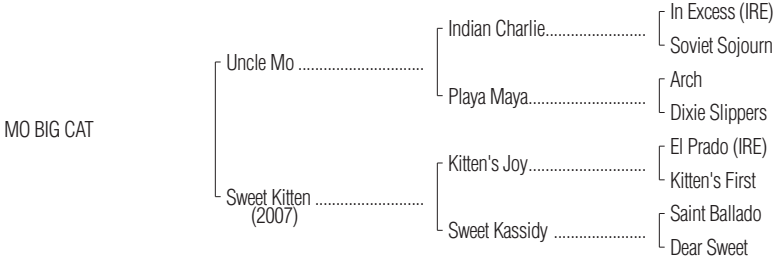 In Excess (IRE)
Indian Charlie........................
Soviet Sojourn
Uncle Mo ..............................
Arch
Playa Maya............................
Dixie Slippers
MO BIG CAT
El Prado (IRE)
Kitten's Joy............................
Kitten's First
Sweet Kitten ..........................
(2007)
Saint Ballado
Sweet Kassidy ......................
Dear Sweet